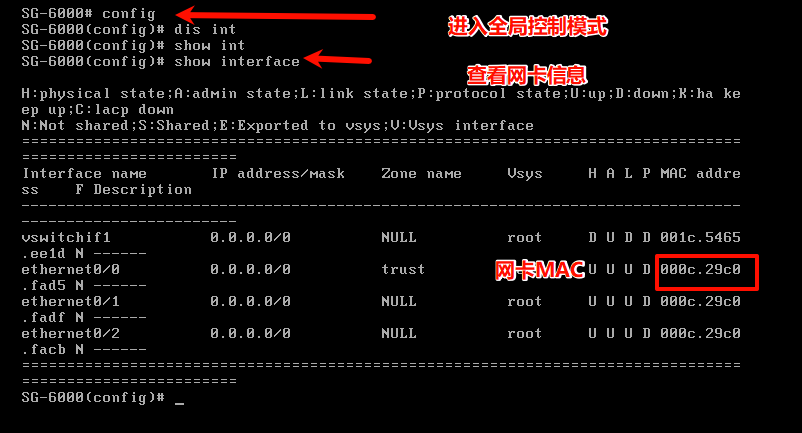 SG-6000# config
进入全局控制模式
SG-6000(config)# dis int
SG-6000(config)# show int
SG-6000(config)# show interface
查看网卡信息
H:physical state;A:admin state;L:link state;P:protocol state;U:up;D:down;K:ha ke
ep up;C:lacp down
N:Not shared;S:Shared;E:Exported to vsys;V:Vsys interface
================================================================================
========================
Interface name IP address/mask Zone name Vsys H A L P MAC addre
ss F Description
--------------------------------------------------------------------------------
------------------------
vswitchif1 0.0.0.0/0 NULL root D U D D 001c.5465
.ee1d N ------
ethernet0/0 0.0.0.0/0 trust 网卡MAC U U U D 000c.29c0
.fad5 N ------
ethernet0/1 0.0.0.0/0 NULL root U U U D 000c.29c0
.fadf N ------
ethernet0/2 0.0.0.0/0 NULL root U U U D 000c.29c0
.facb N ------
================================================================================
========================
SG-6000(config)# _